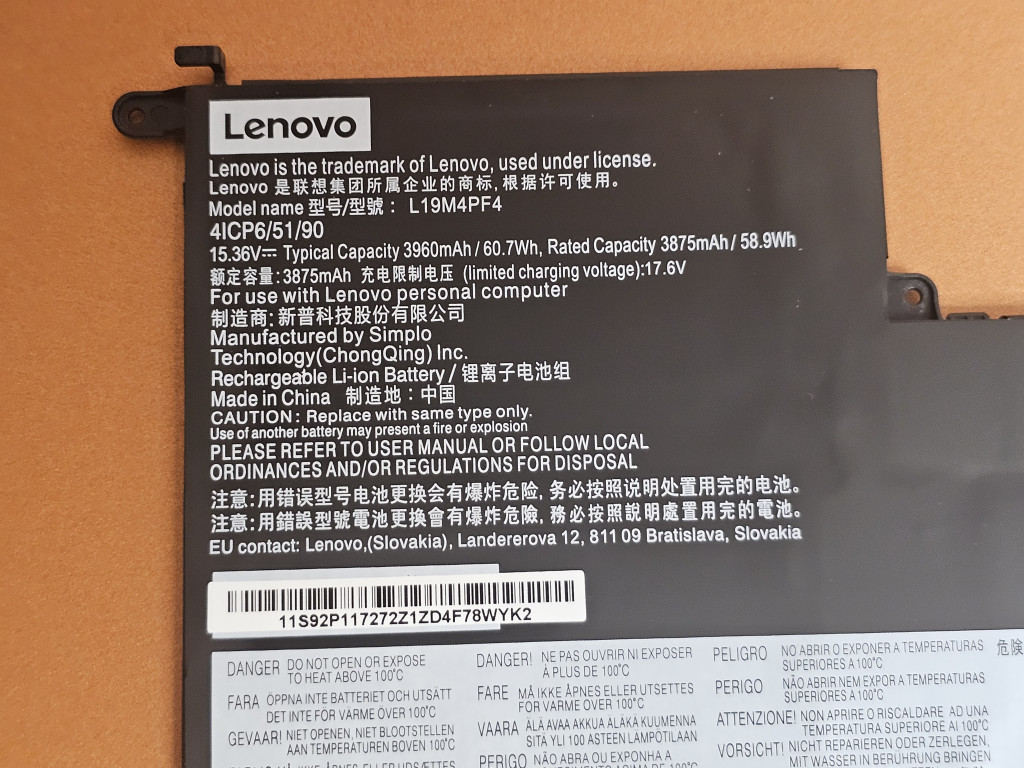 Lenovo
Lenovo is the trademark of Lenovo, used under license.
Lenovo 是联想集团所属企业的商标,根据许可使用。
Model name 型号/型號： L19M4PF4
4ICP6/51/90
15.36V⎓ Typical Capacity 3960mAh / 60.7Wh, Rated Capacity 3875mAh / 58.9Wh
额定容量:3875mAh 充电限制电压 (limited charging voltage):17.6V
For use with Lenovo personal computer
制造商: 新普科技股份有限公司
Manufactured by Simplo
Technology(ChongQing) Inc.
Rechargeable Li-ion Battery / 锂离子电池组
Made in China 制造地：中国
CAUTION: Replace with same type only.
Use of another battery may present a fire or explosion
PLEASE REFER TO USER MANUAL OR FOLLOW LOCAL
ORDINANCES AND/OR REGULATIONS FOR DISPOSAL
注意:用错误型号电池更换会有爆炸危险, 务必按照说明处置用完的电池。
注意:用錯誤型號電池更換會有爆炸危險, 務必按照說明處置用完的電池。
EU contact: Lenovo,(Slovakia), Landererova 12, 811 09 Bratislava, Slovakia
11S92P117272Z1ZD4F78WYK2
DANGER DO NOT OPEN OR EXPOSE
TO HEAT ABOVE 100°C
FARA ÖPPNA INTE BATTERIET OCH UTSÄTT
DET INTE FÖR VÄRME ÖVER 100°C
GEVAAR! NIET OPENEN, NIET BLOOTSTELLEN
AAN TEMPERATUREN BOVEN 100°C
MÅ IKKE ÅPNES ELLER UDSÆTTES
DANGER! NE PAS OUVRIR NI EXPOSER
À PLUS DE 100°C
FARE MÅ IKKE ÅPNES ELLER UTSETTES
FOR VARME OVER 100°C
VAARA ÄLÄ AVAA AKKUA ÄLÄKÄ KUUMENNA
SITÄ YLI 100 ASTEEN LÄMPÖTILAAN
PERIGO NÃO ABRA OU EXPONHA A
PELIGRO NO ABRIR O EXPONER A TEMPERATURAS
SUPERIORES A 100°C
PERIGO NÃO ABRIR NEM EXPOR A TEMPERATURAS
SUPERIORES A 100°C
ATTENZIONE! NON APRIRE O RISCALDARE AD UNA
TEMPERATURA SUPERIORE AI 100°C
VORSICHT! NICHT REPARIEREN ODER ZERLEGEN,
MIT WASSER IN BERÜHRUNG BRINGEN
危険